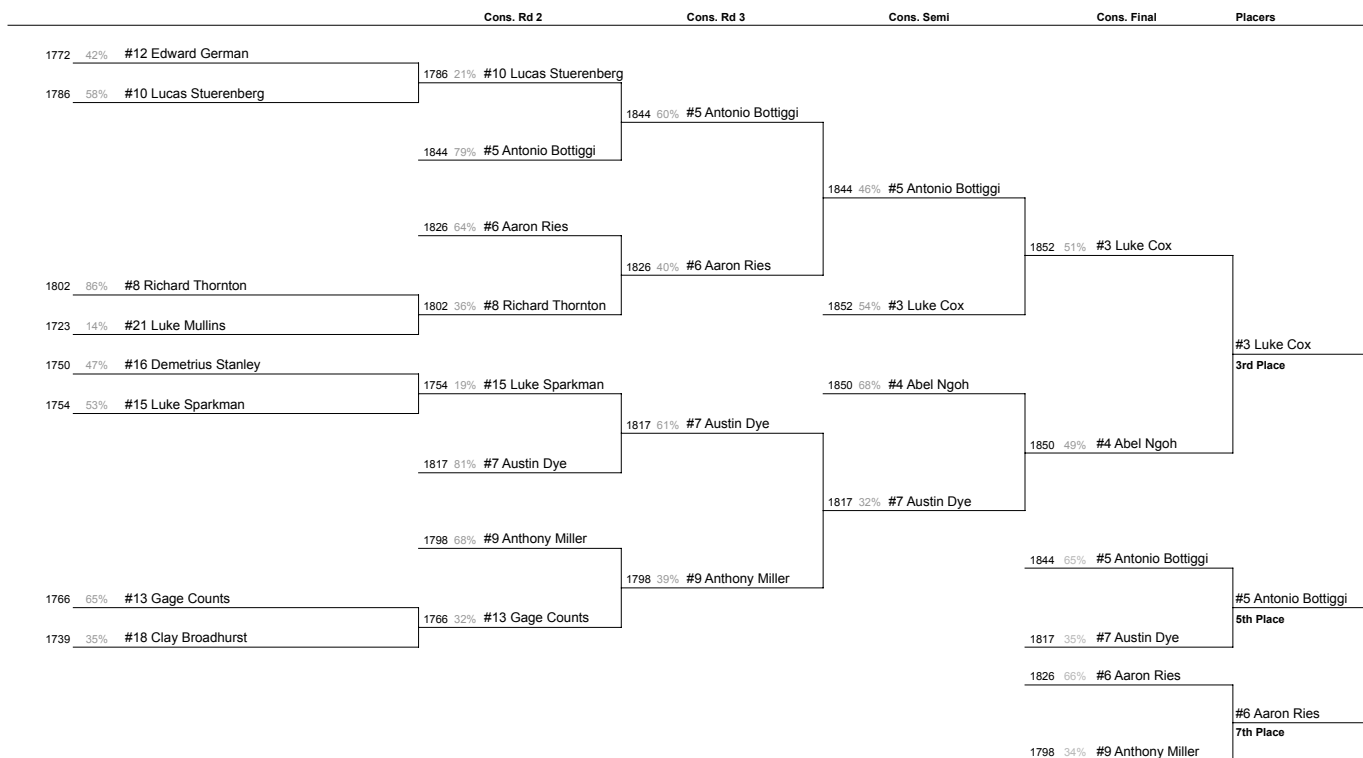 Cons. Rd 2 Cons. Rd 3 Cons. Semi Cons. Final Placers
1772 42% #12 Edward German
1786 21% #10 Lucas Stuerenberg
1786 58% #10 Lucas Stuerenberg
1844 60% #5 Antonio Bottiggi
1844 79% #5 Antonio Bottiggi
1844 46% #5 Antonio Bottiggi
1826 64% #6 Aaron Ries
1852 51% #3 Luke Cox
1826 40% #6 Aaron Ries
1802 86% #8 Richard Thornton
1802 36% #8 Richard Thornton
1852 54% #3 Luke Cox
1723 14% #21 Luke Mullins
#3 Luke Cox
1750 47% #16 Demetrius Stanley
3rd Place
1754 19% #15 Luke Sparkman
1850 68% #4 Abel Ngoh
1754 53% #15 Luke Sparkman
1817 61% #7 Austin Dye
1850 49% #4 Abel Ngoh
1817 81% #7 Austin Dye
1817 32% #7 Austin Dye
1798 68% #9 Anthony Miller
1844 65% #5 Antonio Bottiggi
1798 39% #9 Anthony Miller
1766 65% #13 Gage Counts
#5 Antonio Bottiggi
1766 32% #13 Gage Counts
5th Place
1739 35% #18 Clay Broadhurst
1817 35% #7 Austin Dye
1826 66% #6 Aaron Ries
#6 Aaron Ries
7th Place
1798 34% #9 Anthony Miller